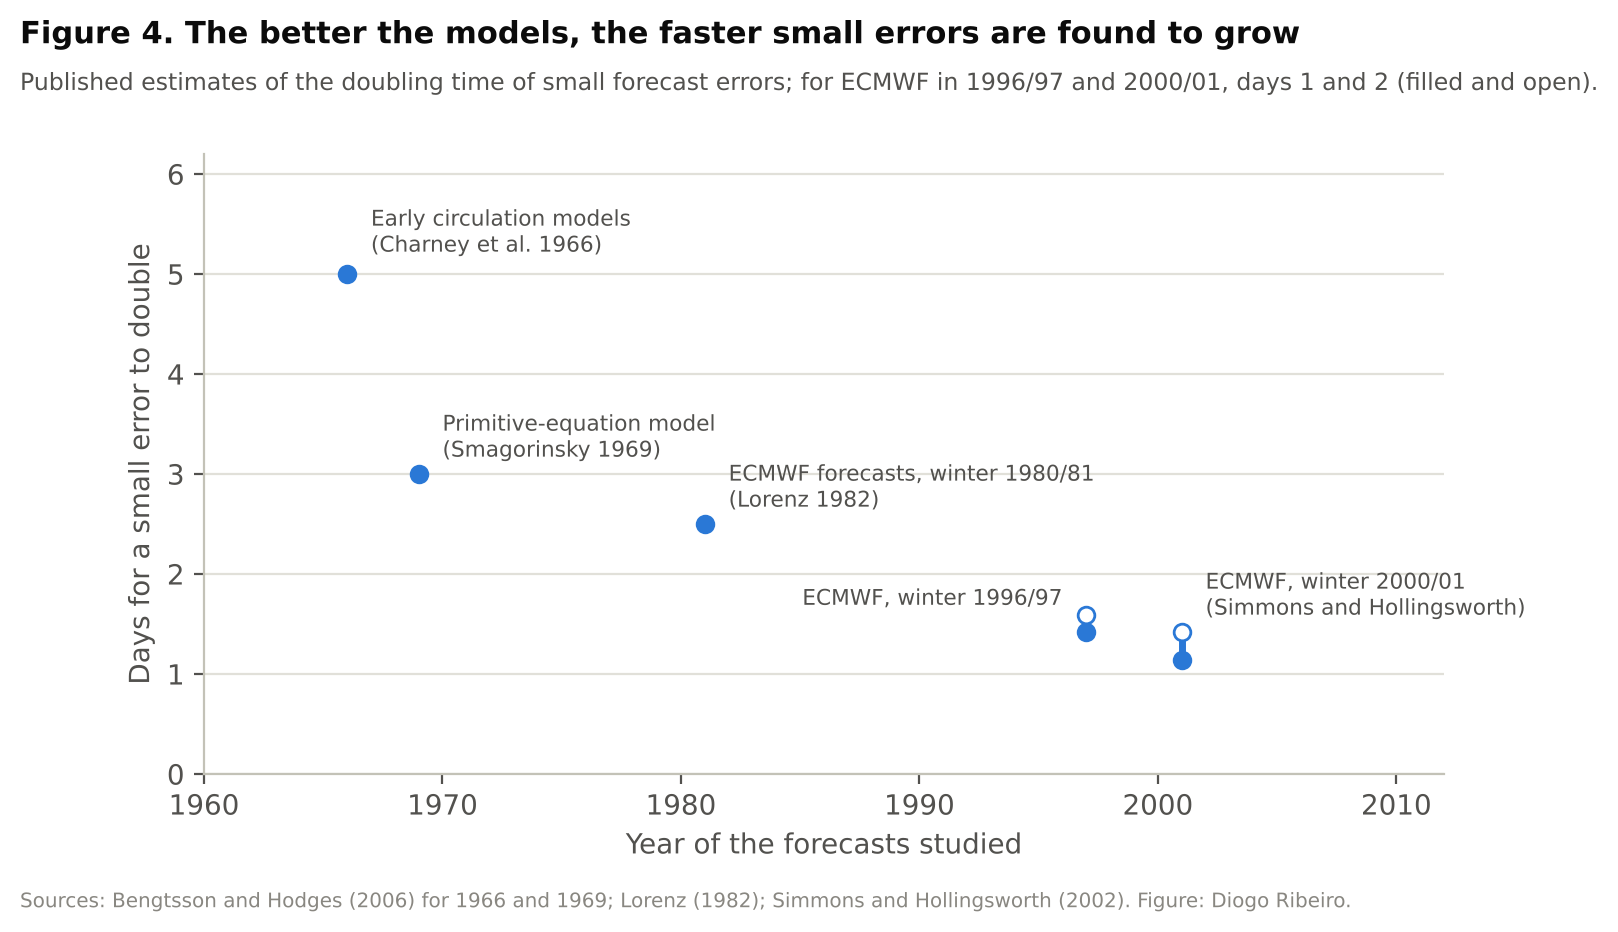 Figure 4. The better the models, the faster small errors are found to grow
Published estimates of the doubling time of small forecast errors; for ECMWF in 1996/97 and 2000/01, days 1 and 2 (filled and open).
Days for a small error to double
6
5
4
3
2
1
0
Early circulation models
(Charney et al. 1966)
Primitive-equation model
(Smagorinsky 1969)
ECMWF forecasts, winter 1980/81
(Lorenz 1982)
ECMWF, winter 1996/97
ECMWF, winter 2000/01
(Simmons and Hollingsworth)
1960
1970
1980
1990
2000
2010
Year of the forecasts studied
Sources: Bengtsson and Hodges (2006) for 1966 and 1969; Lorenz (1982); Simmons and Hollingsworth (2002). Figure: Diogo Ribeiro.